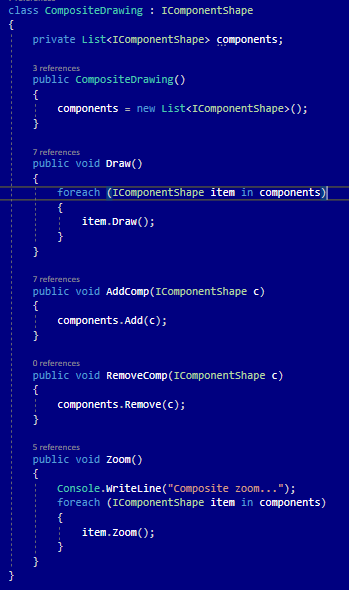 class CompositeDrawing : IComponentShape
{
private List<IComponentShape> components;
3 references
public CompositeDrawing()
{
components = new List<IComponentShape>();
}
7 references
public void Draw()
{
foreach (IComponentShape item in components)
{
item.Draw();
}
}
7 references
public void AddComp(IComponentShape c)
{
components.Add(c);
}
0 references
public void RemoveComp(IComponentShape c)
{
components.Remove(c);
}
5 references
public void Zoom()
{
Console.WriteLine("Composite zoom...");
foreach (IComponentShape item in components)
{
item.Zoom();
}
}
}